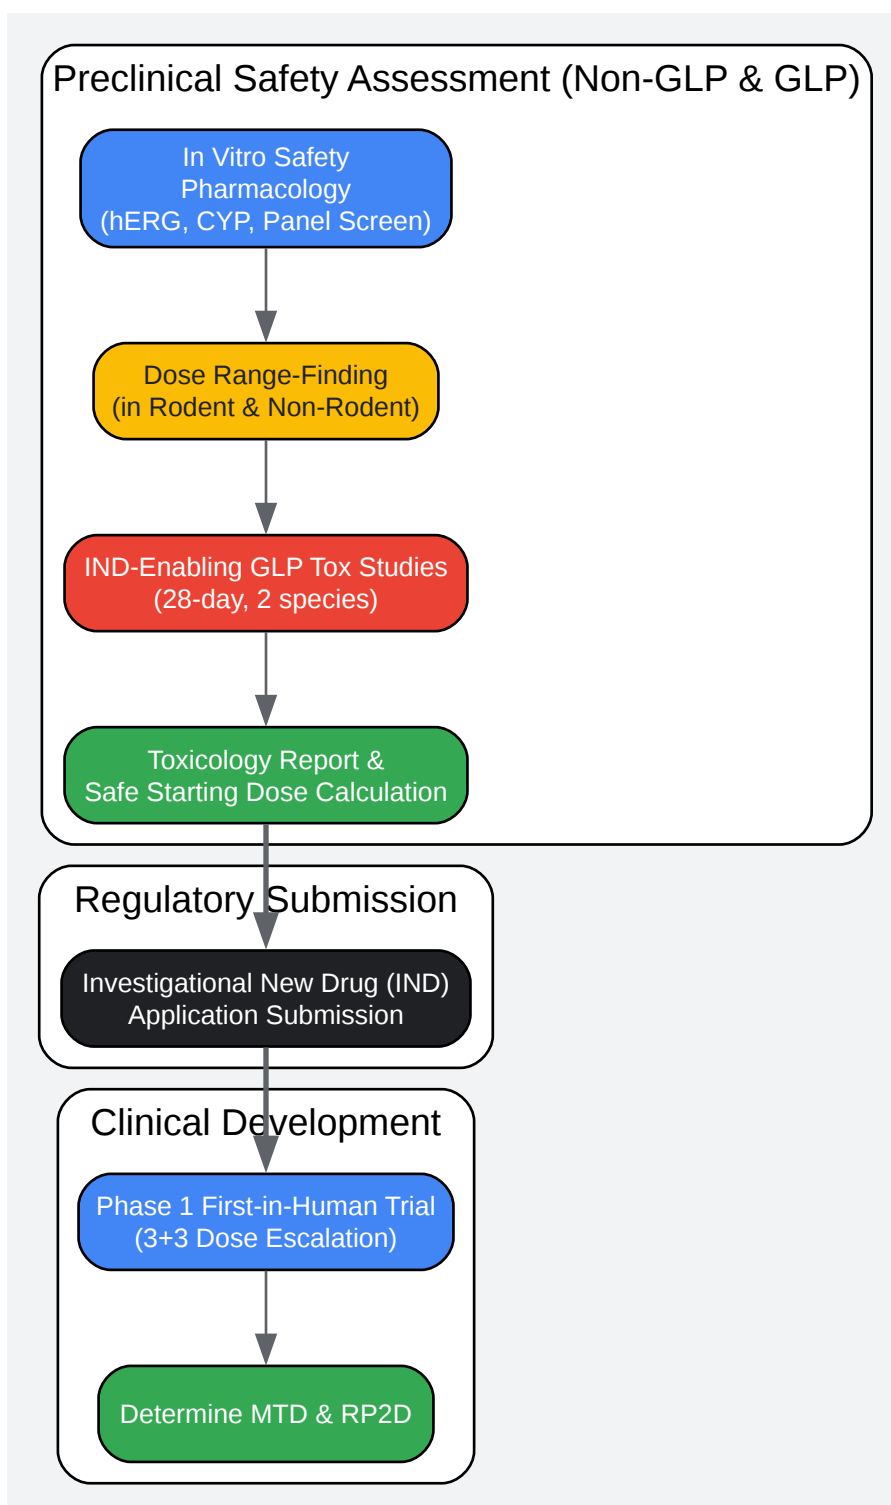 Preclinical Safety Assessment (Non-GLP & GLP)
In Vitro Safety
Pharmacology
(hERG, CYP, Panel Screen)
Dose Range-Finding
(in Rodent & Non-Rodent)
IND-Enabling GLP Tox Studies
(28-day, 2 species)
Toxicology Report &
Safe Starting Dose Calculation
Regulatory Submission
Investigational New Drug (IND)
Application Submission
Clinical Development
Phase 1 First-in-Human Trial
(3+3 Dose Escalation)
Determine MTD & RP2D